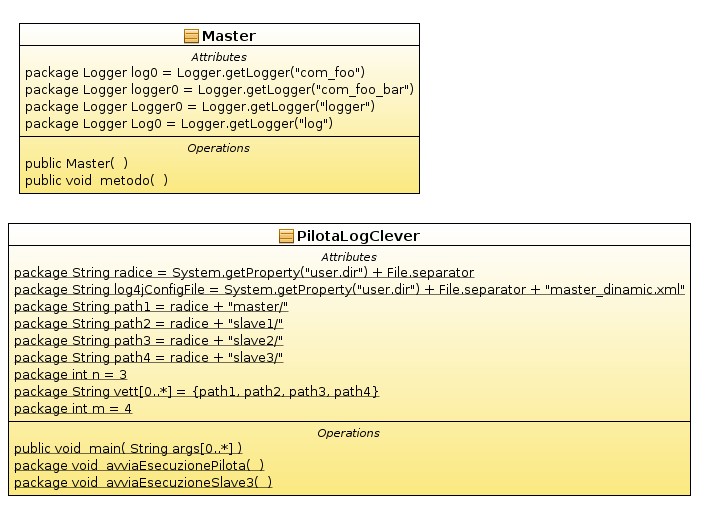 Master
Attributes
package Logger log0 = Logger.getLogger("com_foo")
package Logger logger0 = Logger.getLogger("com_foo_bar")
package Logger Logger0 = Logger.getLogger("logger")
package Logger Log0 = Logger.getLogger("log")
Operations
public Master(  )
public void  metodo(  )
PilotaLogClever
Attributes
package String radice = System.getProperty("user.dir") + File.separator
package String log4jConfigFile = System.getProperty("user.dir") + File.separator + "master_dinamic.xml"
package String path1 = radice + "master/"
package String path2 = radice + "slave1/"
package String path3 = radice + "slave2/"
package String path4 = radice + "slave3/"
package int n = 3
package String vett[0..*] = {path1, path2, path3, path4}
package int m = 4
Operations
public void  main( String args[0..*] )
package void  avviaEsecuzionePilota(  )
package void  avviaEsecuzioneSlave3(  )